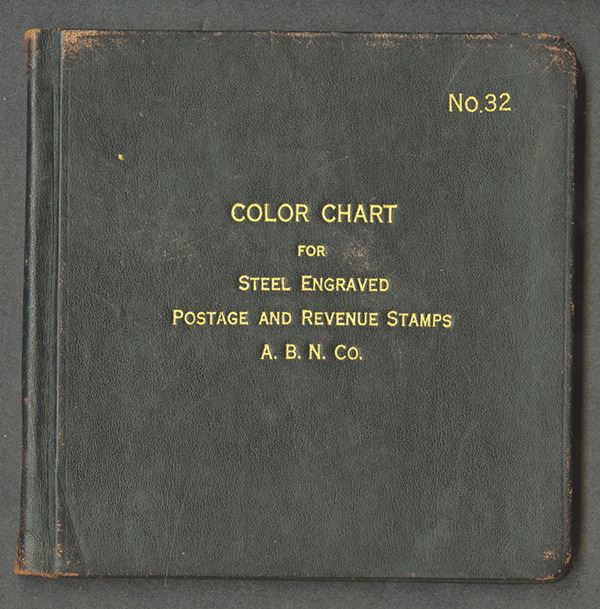 No.32
COLOR CHART
FOR
STEEL ENGRAVED
POSTAGE AND REVENUE STAMPS
A. B. N. CO.